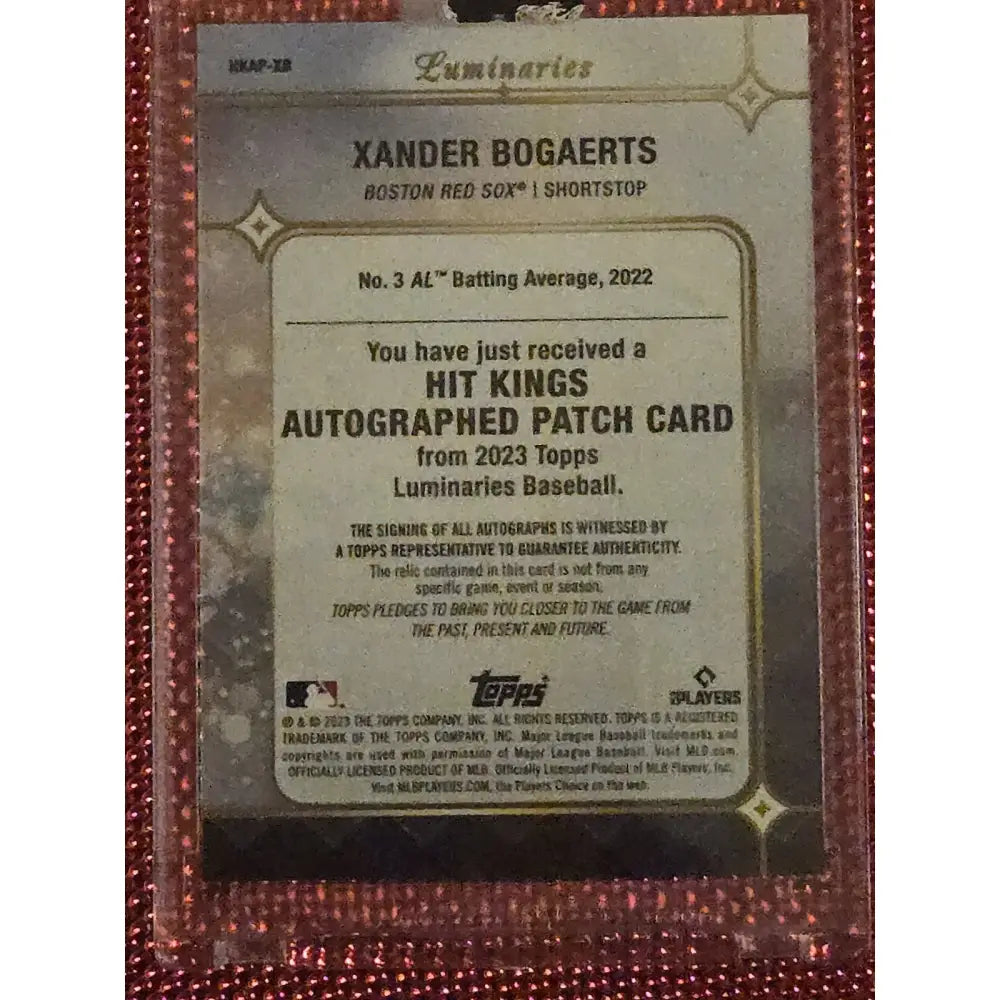 HKAP-XB
Luminaries
XANDER BOGAERTS
BOSTON RED SOX® | SHORTSTOP
No. 3 AL™ Batting Average, 2022
You have just received a
HIT KINGS
AUTOGRAPHED PATCH CARD
from 2023 Topps
Luminaries Baseball.
THE SIGNING OF ALL AUTOGRAPHS IS WITNESSED BY
A TOPPS REPRESENTATIVE TO GUARANTEE AUTHENTICITY.
The relic contained in this card is not from any
specific game, event or season.
TOPPS PLEDGES TO BRING YOU CLOSER TO THE GAME FROM
THE PAST, PRESENT AND FUTURE.
Topps
PLAYERS
® & © 2023 THE TOPPS COMPANY, INC. ALL RIGHTS RESERVED. TOPPS IS A REGISTERED
TRADEMARK OF THE TOPPS COMPANY, INC. Major League Baseball trademarks and
copyrights are used with permission of Major League Baseball. Visit MLB.com.
OFFICIALLY LICENSED PRODUCT OF MLB. Officially Licensed Product of MLB Players, Inc.
Visit MLBPLAYERS.COM, the Players Choice on the web.